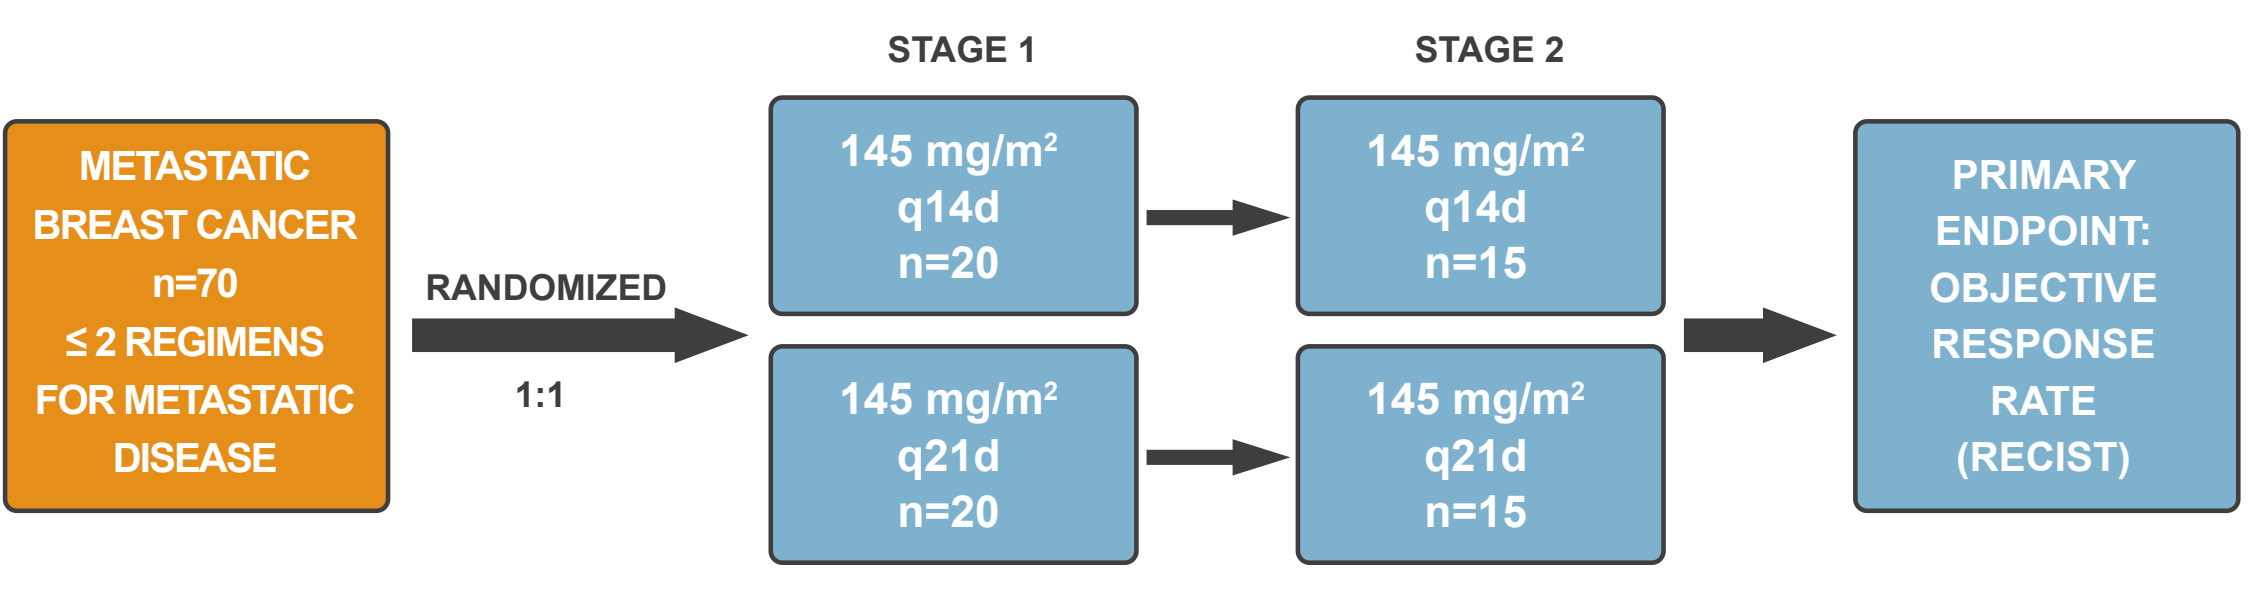 METASTATIC
BREAST CANCER
n=70
≤ 2 REGIMENS
FOR METASTATIC
DISEASE
RANDOMIZED
1:1
STAGE 1
145 mg/m²
q14d
n=20
145 mg/m²
q21d
n=20
STAGE 2
145 mg/m²
q14d
n=15
145 mg/m²
q21d
n=15
PRIMARY
ENDPOINT:
OBJECTIVE
RESPONSE
RATE
(RECIST)